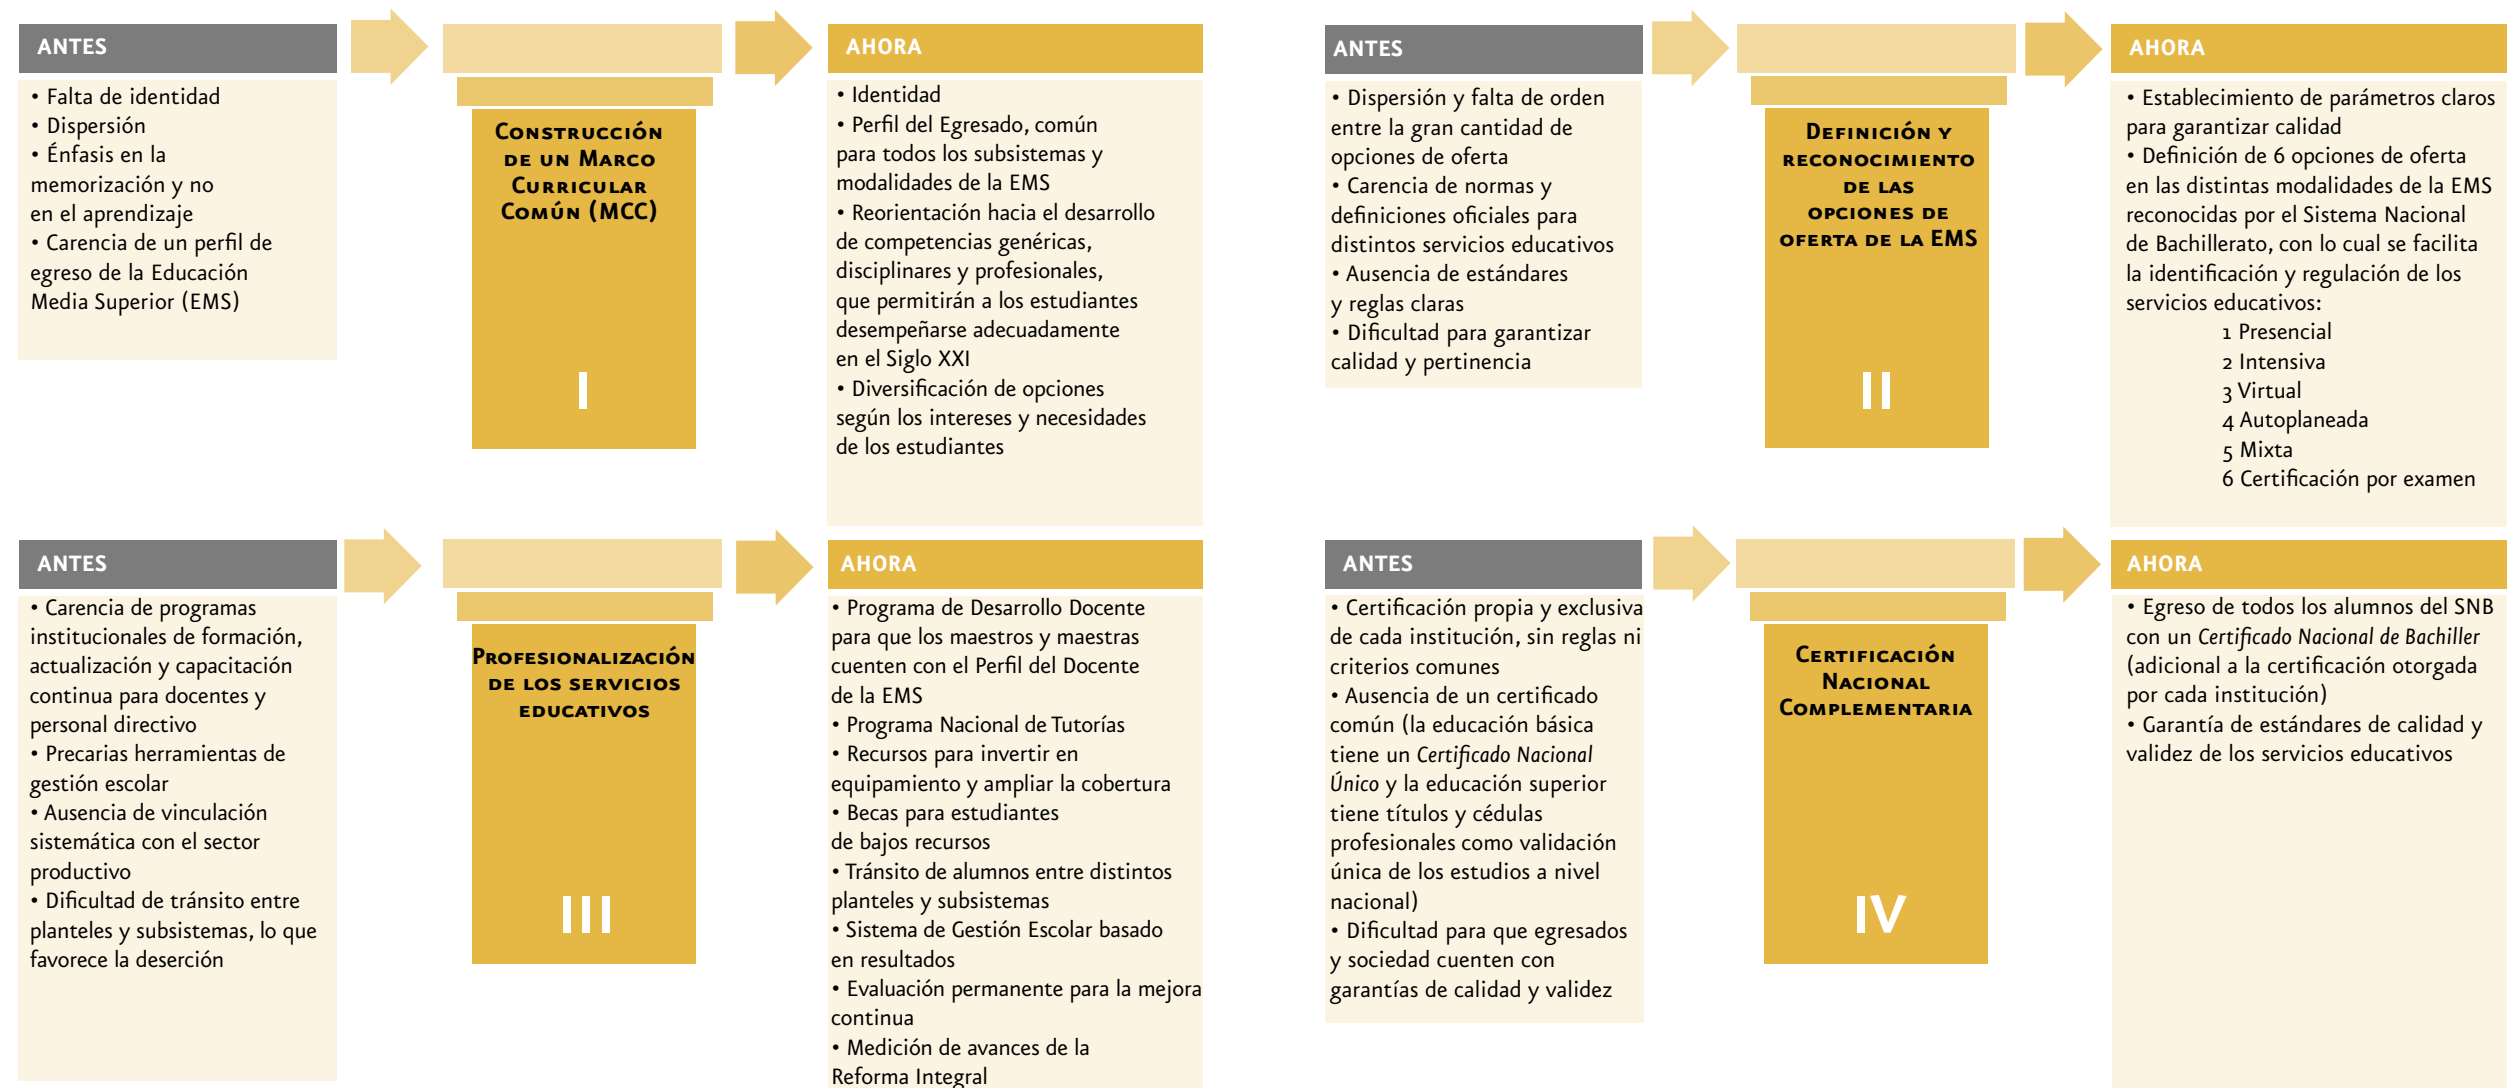 ANTES
• Falta de identidad
• Dispersión
• Énfasis en la
memorización y no
en el aprendizaje
• Carencia de un perfil de
egreso de la Educación
Media Superior (EMS)
Construcción
de un Marco
Curricular
Común (MCC)
I
AHORA
• Identidad
• Perfil del Egresado, común
para todos los subsistemas y
modalidades de la EMS
• Reorientación hacia el desarrollo
de competencias genéricas,
disciplinares y profesionales,
que permitirán a los estudiantes
desempeñarse adecuadamente
en el Siglo XXI
• Diversificación de opciones
según los intereses y necesidades
de los estudiantes
ANTES
• Dispersión y falta de orden
entre la gran cantidad de
opciones de oferta
• Carencia de normas y
definiciones oficiales para
distintos servicios educativos
• Ausencia de estándares
y reglas claras
• Dificultad para garantizar
calidad y pertinencia
Definición y
reconocimiento
de las
opciones de
oferta de la EMS
II
AHORA
• Establecimiento de parámetros claros
para garantizar calidad
• Definición de 6 opciones de oferta
en las distintas modalidades de la EMS
reconocidas por el Sistema Nacional
de Bachillerato, con lo cual se facilita
la identificación y regulación de los
servicios educativos:
1 Presencial
2 Intensiva
3 Virtual
4 Autoplaneada
5 Mixta
6 Certificación por examen
ANTES
• Carencia de programas
institucionales de formación,
actualización y capacitación
continua para docentes y
personal directivo
• Precarias herramientas de
gestión escolar
• Ausencia de vinculación
sistemática con el sector
productivo
• Dificultad de tránsito entre
planteles y subsistemas, lo que
favorece la deserción
Profesionalización
de los servicios
educativos
III
AHORA
• Programa de Desarrollo Docente
para que los maestros y maestras
cuenten con el Perfil del Docente
de la EMS
• Programa Nacional de Tutorías
• Recursos para invertir en
equipamiento y ampliar la cobertura
• Becas para estudiantes
de bajos recursos
• Tránsito de alumnos entre distintos
planteles y subsistemas
• Sistema de Gestión Escolar basado
en resultados
• Evaluación permanente para la mejora
continua
• Medición de avances de la
Reforma Integral
ANTES
• Certificación propia y exclusiva
de cada institución, sin reglas ni
criterios comunes
• Ausencia de un certificado
común (la educación básica
tiene un Certificado Nacional
Único y la educación superior
tiene títulos y cédulas
profesionales como validación
única de los estudios a nivel
nacional)
• Dificultad para que egresados
y sociedad cuenten con
garantías de calidad y validez
Certificación
Nacional
Complementaria
IV
AHORA
• Egreso de todos los alumnos del SNB
con un Certificado Nacional de Bachiller
(adicional a la certificación otorgada
por cada institución)
• Garantía de estándares de calidad y
validez de los servicios educativos